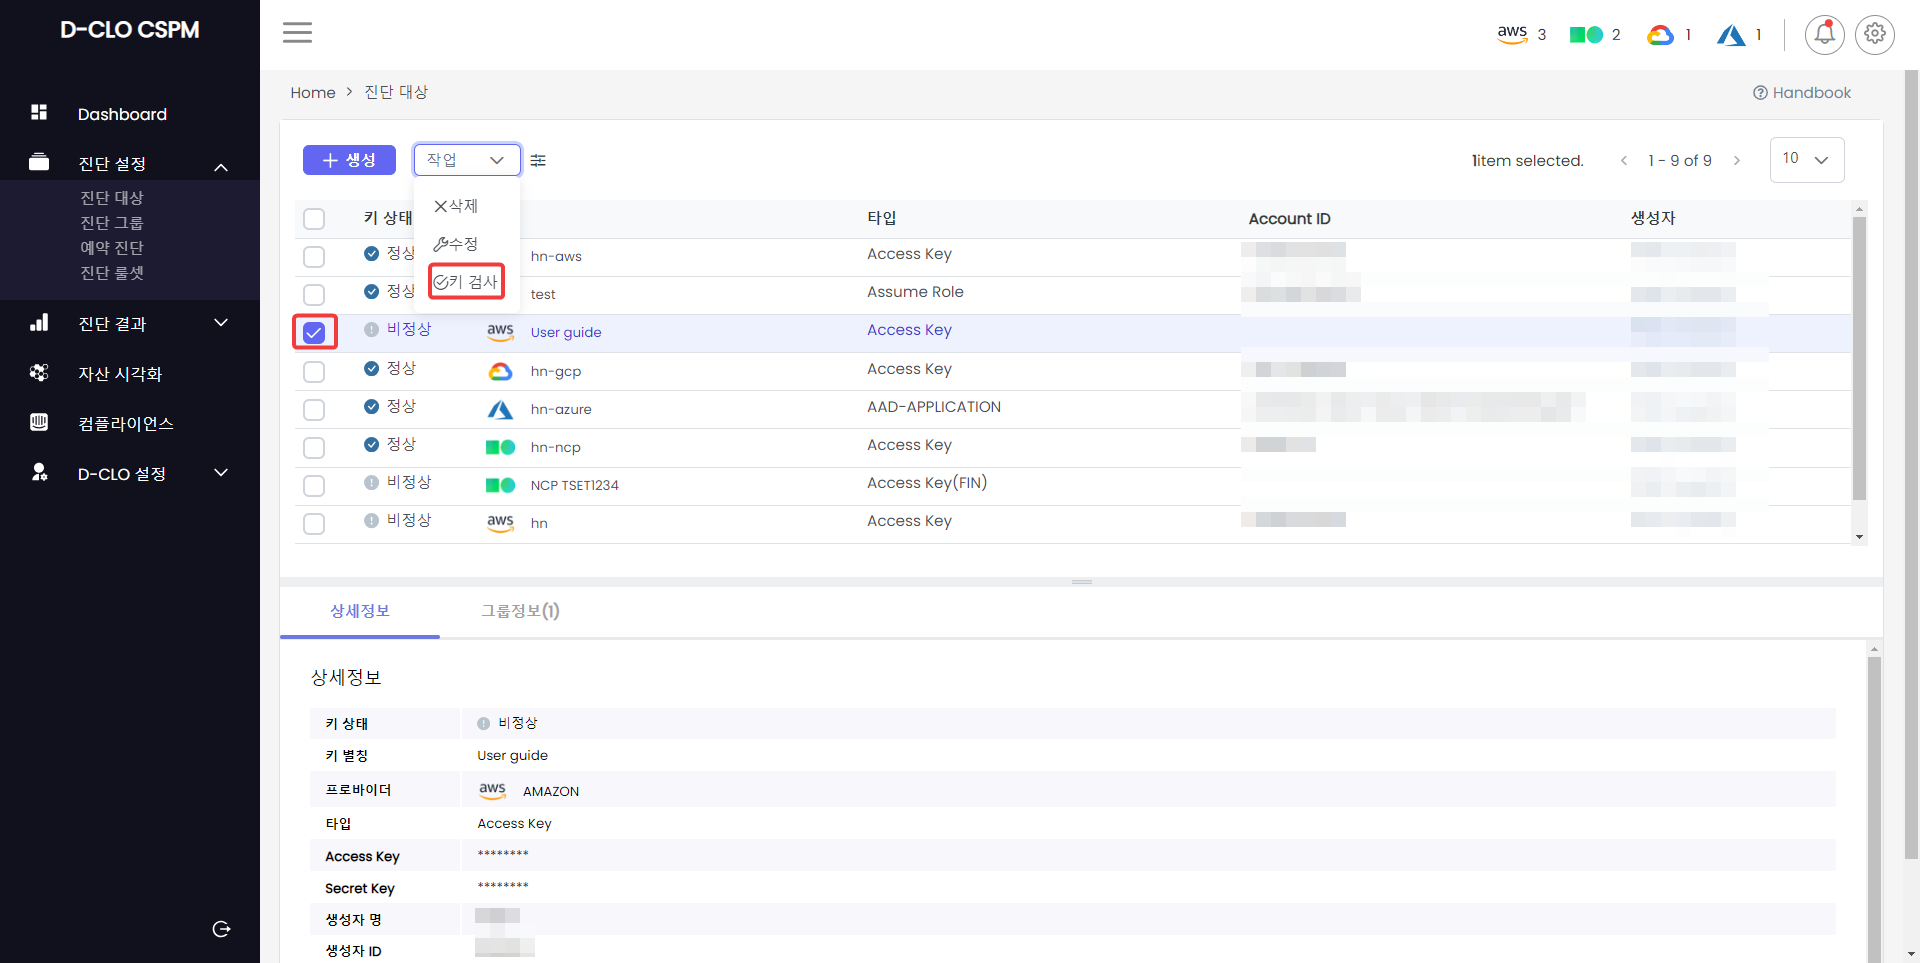 D-CLO CSPM
aws 3 2 1 1
Dashboard
진단 설정
진단 대상
진단 그룹
예약 진단
진단 룰셋
진단 결과
자산 시각화
컴플라이언스
D-CLO 설정
Home > 진단 대상
Handbook
생성
작업
1item selected.
1 - 9 of 9
10
삭제
수정
키 검사
키 상태 타입 Account ID 생성자
정상 hn-aws Access Key
정상 test Assume Role
비정상 aws User guide Access Key
정상 hn-gcp Access Key
정상 hn-azure AAD-APPLICATION
정상 hn-ncp Access Key
비정상 NCP TSET1234 Access Key(FIN)
비정상 aws hn Access Key
상세정보 그룹정보(1)
상세정보
키 상태 비정상
키 별칭 User guide
프로바이더 aws AMAZON
타입 Access Key
Access Key ********
Secret Key ********
생성자 명
생성자 ID